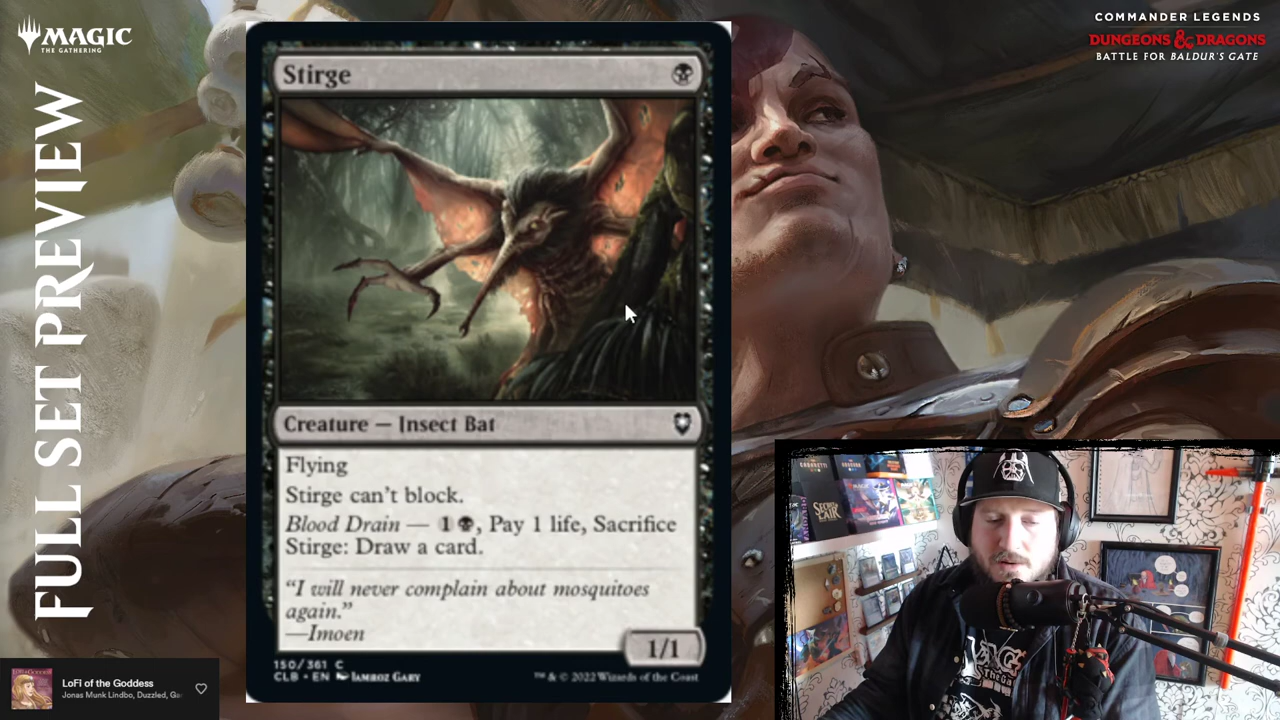 MAGIC
THE GATHERING
FULL SET PREVIEW
COMMANDER LEGENDS
DUNGEONS & DRAGONS
BATTLE FOR BALDUR'S GATE
Stirge
Creature — Insect Bat
Flying
Stirge can't block.
Blood Drain — 1, Pay 1 life, Sacrifice
Stirge: Draw a card.
"I will never complain about mosquitoes
again."
—Imoen
1/1
150/361 C
CLB • EN Iamroz Gary
™ & © 2022 Wizards of the Coast
LoFI of the Goddess
Jonas Munk Lindbo, Duzzled, Ga